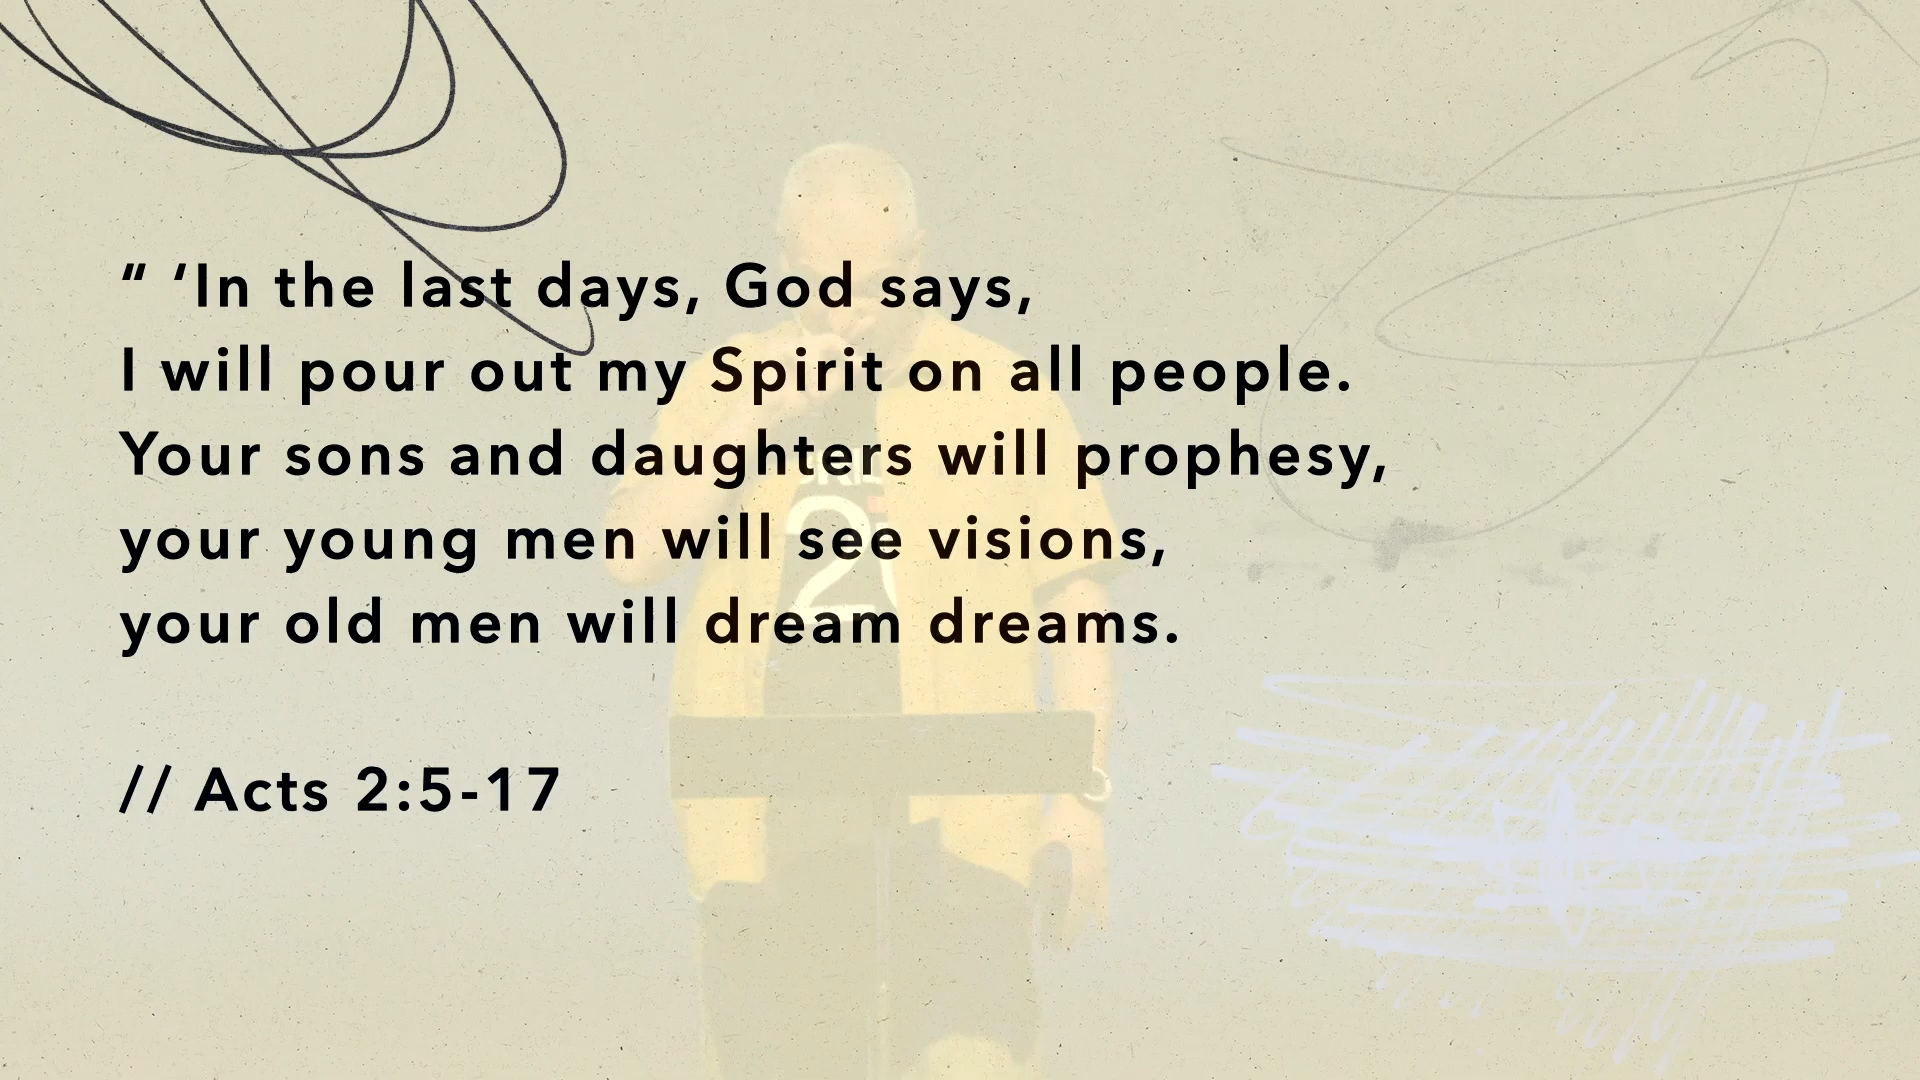 “ ‘In the last days, God says,
I will pour out my Spirit on all people.
Your sons and daughters will prophesy,
your young men will see visions,
your old men will dream dreams.
// Acts 2:5-17
2